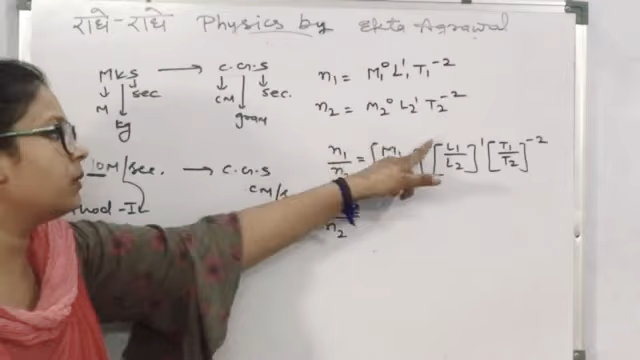 राधे-राधे Physics by Ekta Agrawal
MKS → C.G.S
M kg sec
CM gram sec.
10M/sec. → C.G.S
CM/s
n₁ = M₁⁰ L₁¹ T₁⁻²
n₂ = M₂⁰ L₂¹ T₂⁻²
n₁/n₂ = [M₁ [L₁/L₂]¹ [T₁/T₂]⁻²
n₂